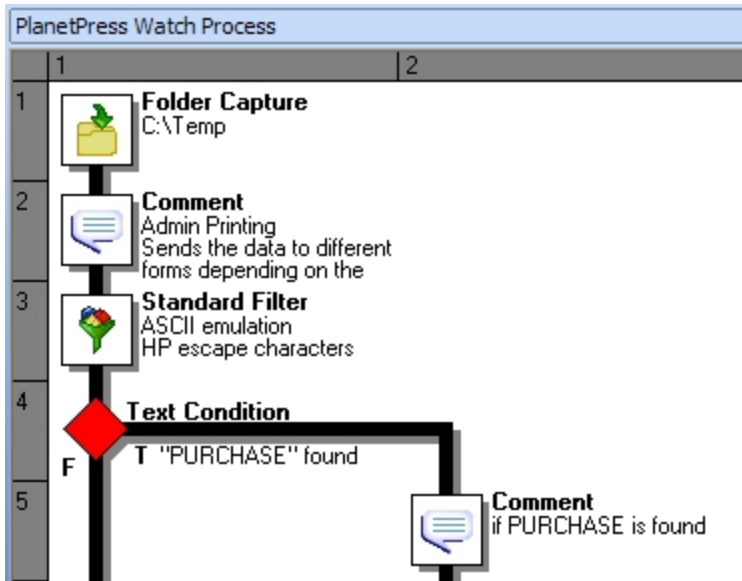 PlanetPress Watch Process
1 2
1
Folder Capture
C:\Temp
2
Comment
Admin Printing
Sends the data to different
forms depending on the
3
Standard Filter
ASCII emulation
HP escape characters
4
Text Condition
F T "PURCHASE" found
5
Comment
if PURCHASE is found